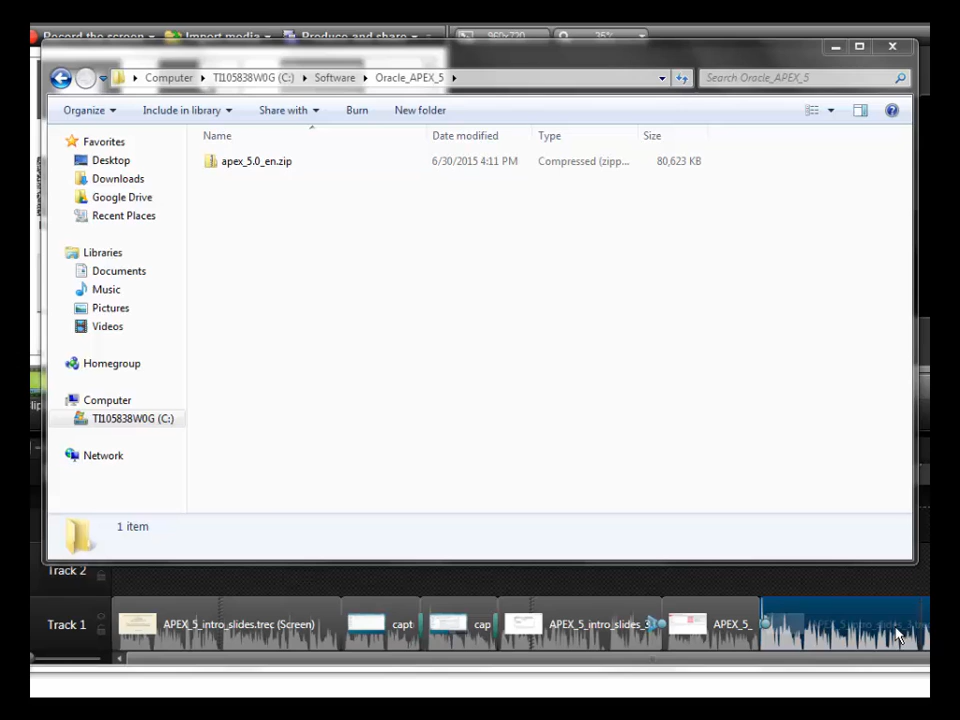 Record the screen Import media Produce and share 960x720 36%
Computer TI105838W0G (C:) Software Oracle_APEX_5 Search Oracle_APEX_5
Organize Include in library Share with Burn New folder
Favorites
Desktop
Downloads
Google Drive
Recent Places
Libraries
Documents
Music
Pictures
Videos
Homegroup
Computer
TI105838W0G (C:)
Network
Name Date modified Type Size
apex_5.0_en.zip 6/30/2015 4:11 PM Compressed (zipp... 80,623 KB
1 item
Track 2
Track 1 APEX_5_intro_slides.trec (Screen) capt cap APEX_5_intro_slides_3 APEX_5_